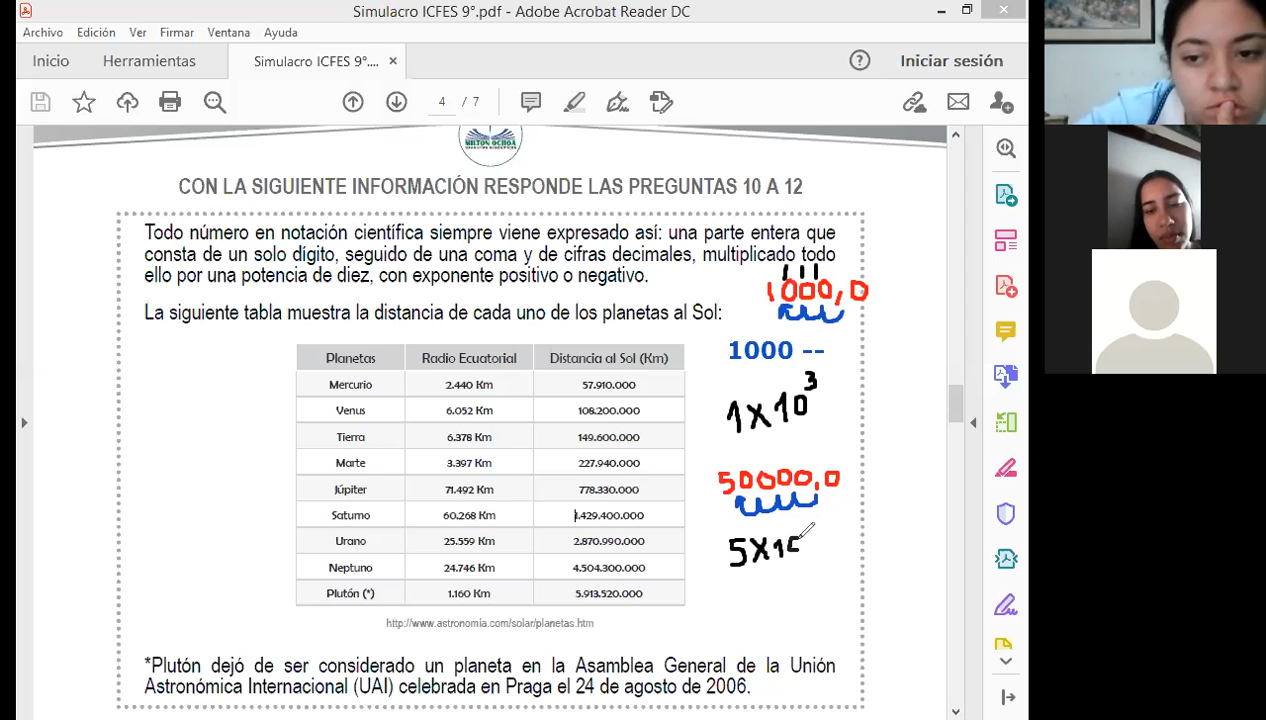 Simulacro ICFES 9°.pdf - Adobe Acrobat Reader DC
Archivo Edición Ver Firmar Ventana Ayuda
Inicio Herramientas Simulacro ICFES 9°.... × ? Iniciar sesión
4 / 7
MILTON OCHOA
CON LA SIGUIENTE INFORMACIÓN RESPONDE LAS PREGUNTAS 10 A 12
Todo número en notación científica siempre viene expresado así: una parte entera que
consta de un solo dígito, seguido de una coma y de cifras decimales, multiplicado todo
ello por una potencia de diez, con exponente positivo o negativo.
1000,0
La siguiente tabla muestra la distancia de cada uno de los planetas al Sol:
1000 --
Planetas Radio Ecuatorial Distancia al Sol (Km)
Mercurio 2.440 Km 57.910.000
Venus 6.052 Km 108.200.000
1X10³
Tierra 6.378 Km 149.600.000
Marte 3.397 Km 227.940.000
Júpiter 71.492 Km 778.330.000
50000,0
Saturno 60.268 Km 1.429.400.000
Urano 25.559 Km 2.870.990.000
5X10
Neptuno 24.746 Km 4.504.300.000
Plutón (*) 1.160 Km 5.913.520.000
http://www.astronomia.com/solar/planetas.htm
*Plutón dejó de ser considerado un planeta en la Asamblea General de la Unión
Astronómica Internacional (UAI) celebrada en Praga el 24 de agosto de 2006.